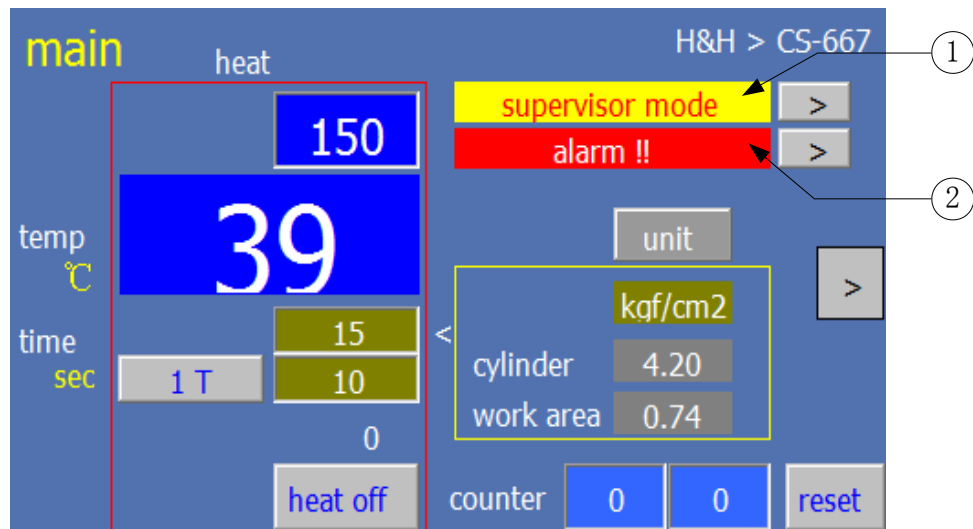 main
H&H > CS-667
①
heat
supervisor mode >
150
alarm !! >
②
39
temp
℃
unit
>
kgf/cm2
time
sec
15
<
1 T
10
cylinder 4.20
work area 0.74
0
heat off
counter 0 0 reset